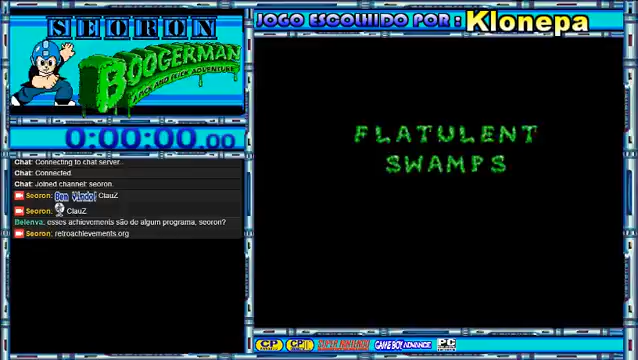 SEORON
BOOGERMAN
A PICK AND FLICK ADVENTURE
0:00:00.00
Chat: Connecting to chat server..
Chat: Connected.
Chat: Joined channel: seoron.
Seoron: Bem Vindo! ClauZ
Seoron: ClauZ
Belenva: esses achievements são de algum programa, seoron?
Seoron: retroachievements.org
JOGO ESCOLHIDO POR : Klonepa
FLATULENT
SWAMPS
SUPER NINTENDO GAME BOY ADVANCE PC